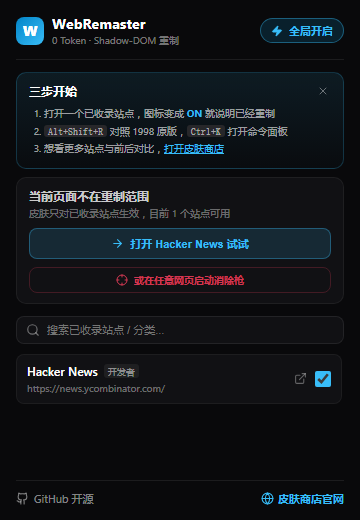 W
WebRemaster
0 Token · Shadow-DOM 重制
全局开启
三步开始
1. 打开一个已收录站点，图标变成 ON 就说明已经重制
2. Alt+Shift+R 对照 1998 原版，Ctrl+K 打开命令面板
3. 想看更多站点与前后对比，打开皮肤商店
当前页面不在重制范围
皮肤只对已收录站点生效，目前 1 个站点可用
打开 Hacker News 试试
或在任意网页启动消除枪
搜索已收录站点 / 分类...
Hacker News 开发者
https://news.ycombinator.com/
GitHub 开源
皮肤商店官网